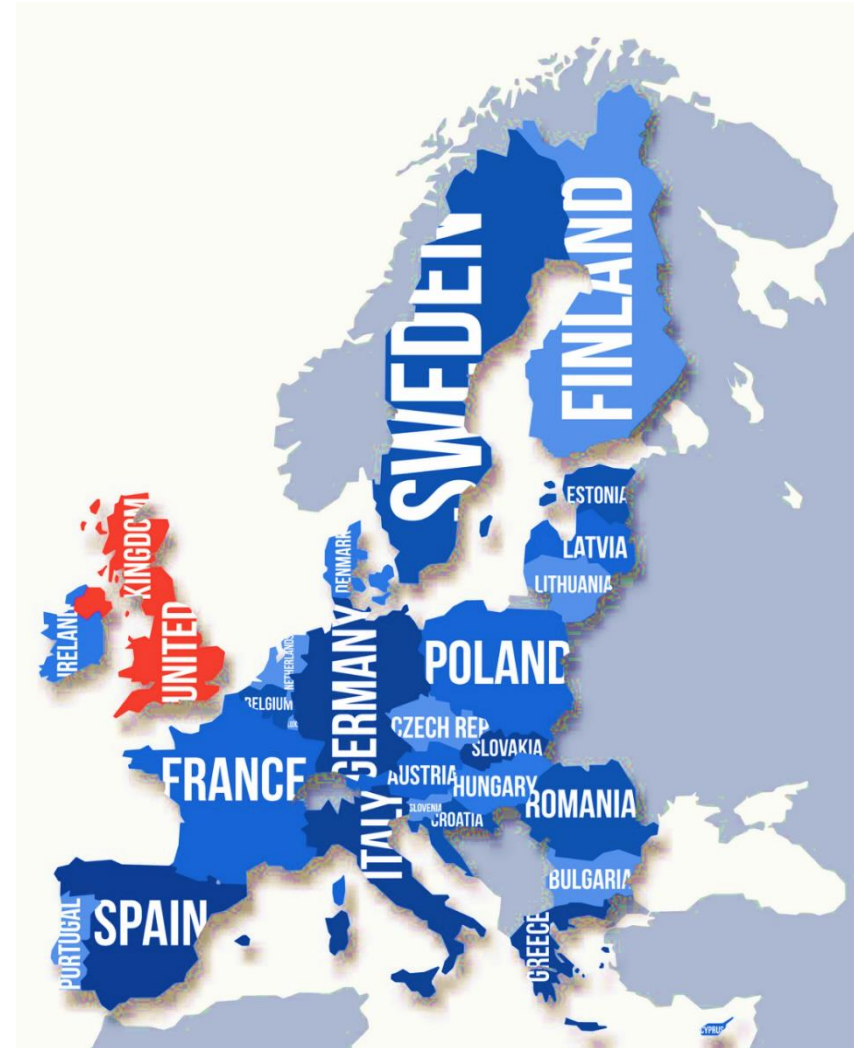 SWEDEN
FINLAND
ESTONIA
LATVIA
LITHUANIA
DENMARK
UNITED
KINGDOM
IRELAND
NETHERLANDS
BELGIUM
GERMANY
POLAND
CZECH REP
SLOVAKIA
FRANCE
AUSTRIA
HUNGARY
SLOVENIA
CROATIA
ROMANIA
ITALY
BULGARIA
PORTUGAL
SPAIN
GREECE
CYPRUS